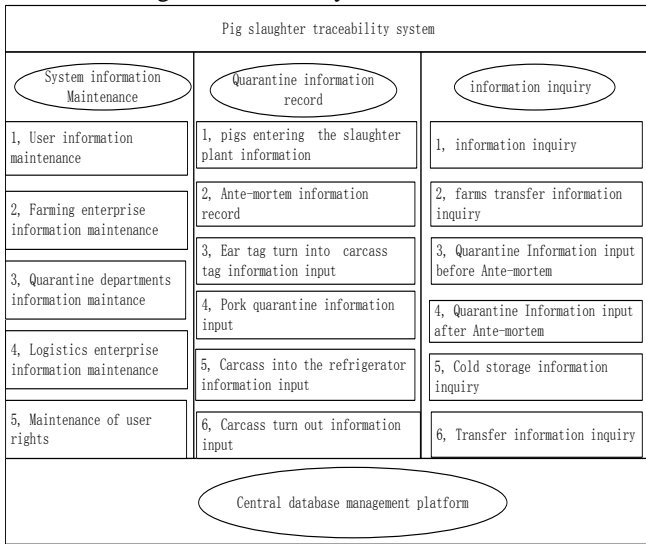 Pig slaughter traceability system
System information
Maintenance
1, User information
maintenance
2, Farming enterprise
information maintenance
3, Quarantine departments
information maintance
4, Logistics enterprise
information maintenance
5, Maintenance of user
rights
Quarantine information
record
1, pigs entering the slaughter
plant information
2, Ante-mortem information
record
3, Ear tag turn into carcass
tag information input
4, Pork quarantine information
input
5, Carcass into the refrigerator
information input
6, Carcass turn out information
input
information inquiry
1, information inquiry
2, farms transfer information
inquiry
3, Quarantine Information input
before Ante-mortem
4, Quarantine Information input
after Ante-mortem
5, Cold storage information
inquiry
6, Transfer information inquiry
Central database management platform